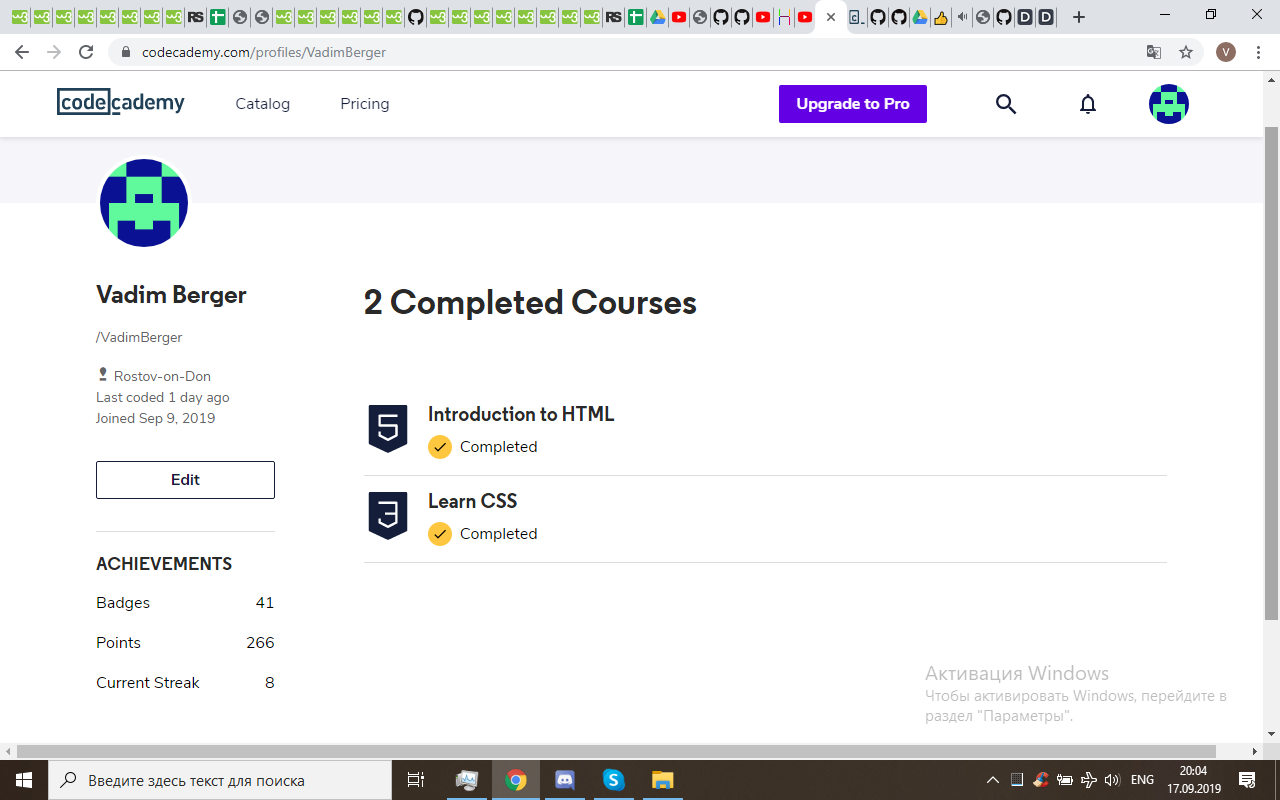 codecademy.com/profiles/VadimBerger
V
codecademy
Catalog
Pricing
Upgrade to Pro
Vadim Berger
/VadimBerger
Rostov-on-Don
Last coded 1 day ago
Joined Sep 9, 2019
Edit
ACHIEVEMENTS
Badges 41
Points 266
Current Streak 8
2 Completed Courses
Introduction to HTML
Completed
Learn CSS
Completed
Активация Windows
Чтобы активировать Windows, перейдите в
раздел "Параметры".
Введите здесь текст для поиска
ENG
20:04
17.09.2019